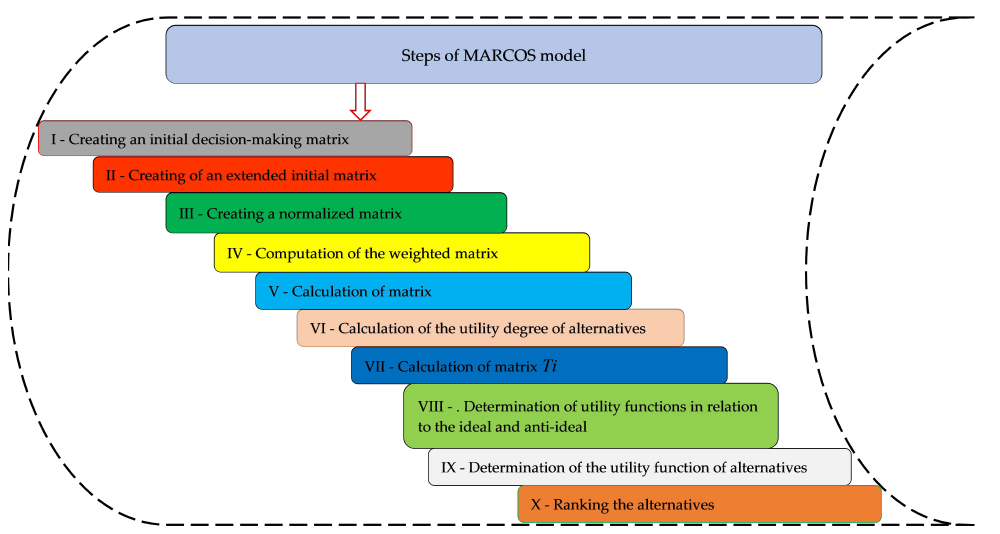 Steps of MARCOS model
I - Creating an initial decision-making matrix
II - Creating of an extended initial matrix
III - Creating a normalized matrix
IV - Computation of the weighted matrix
V - Calculation of matrix
VI - Calculation of the utility degree of alternatives
VII - Calculation of matrix Ti
VIII - . Determination of utility functions in relation
to the ideal and anti-ideal
IX - Determination of the utility function of alternatives
X - Ranking the alternatives